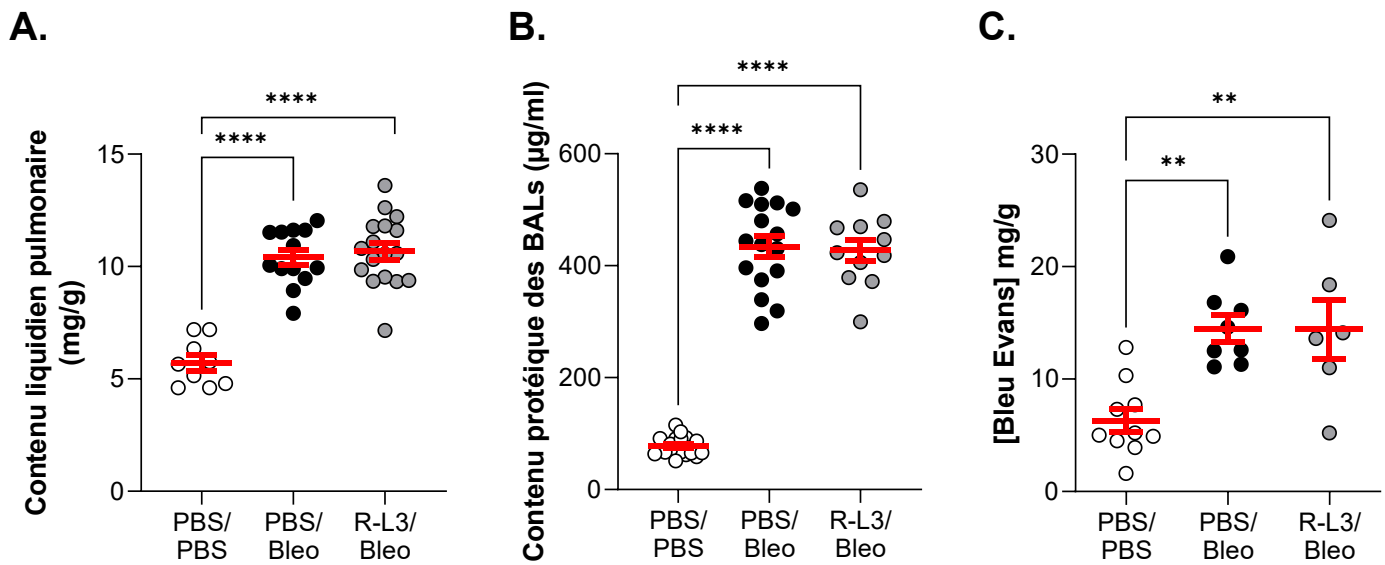 A.
Contenu liquidien pulmonaire
(mg/g)
****
****
15
10
5
0
PBS/
PBS
PBS/
Bleo
R-L3/
Bleo
B.
Contenu protéique des BALs (µg/ml)
****
****
600
400
200
0
PBS/
PBS
PBS/
Bleo
R-L3/
Bleo
C.
[Bleu Evans] mg/g
**
**
30
20
10
0
PBS/
PBS
PBS/
Bleo
R-L3/
Bleo